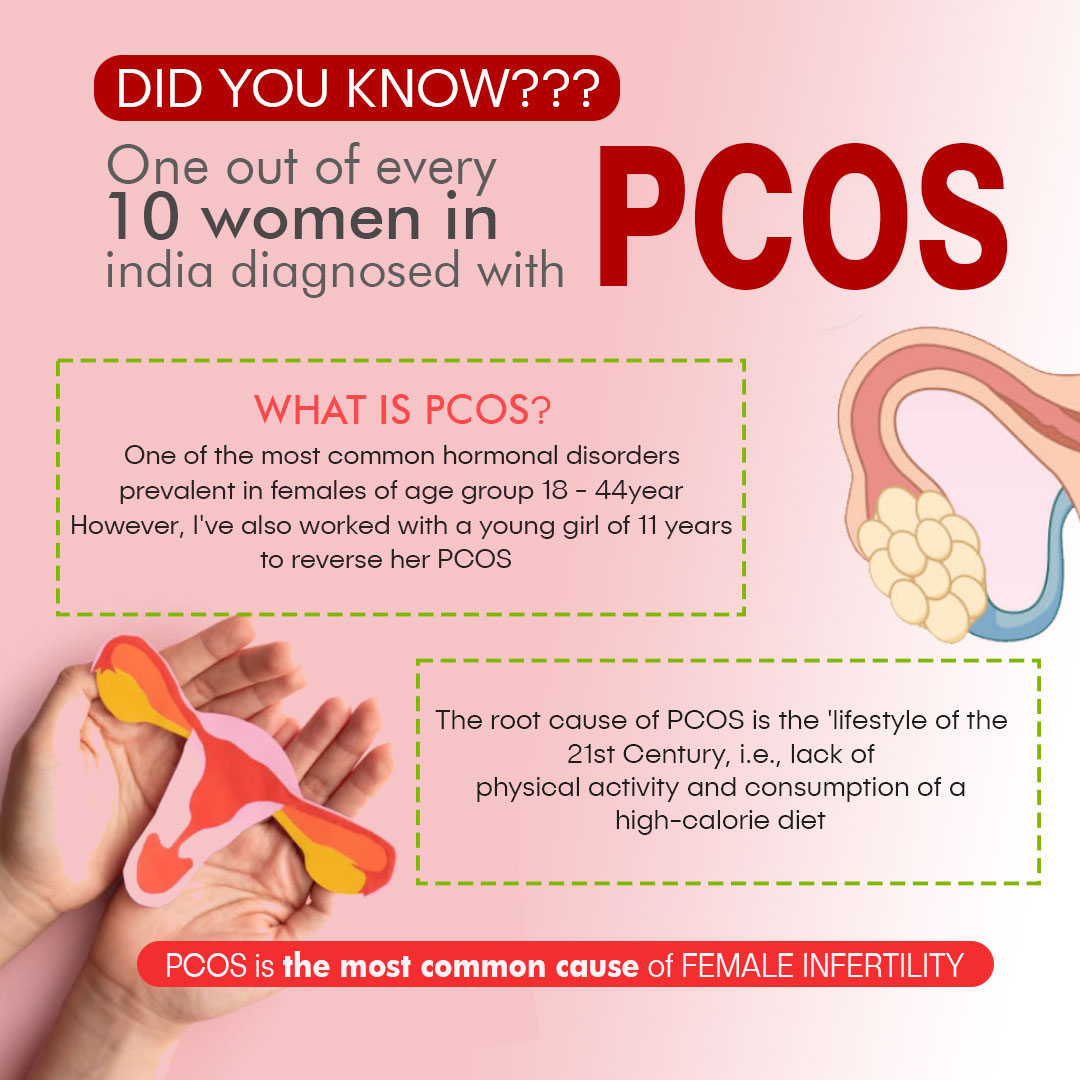 DID YOU KNOW???
One out of every
10 women in
india diagnosed with
PCOS
WHAT IS PCOS?
One of the most common hormonal disorders
prevalent in females of age group 18 - 44year
However, I've also worked with a young girl of 11 years
to reverse her PCOS
The root cause of PCOS is the 'lifestyle of the
21st Century, i.e., lack of
physical activity and consumption of a
high-calorie diet
PCOS is the most common cause of FEMALE INFERTILITY